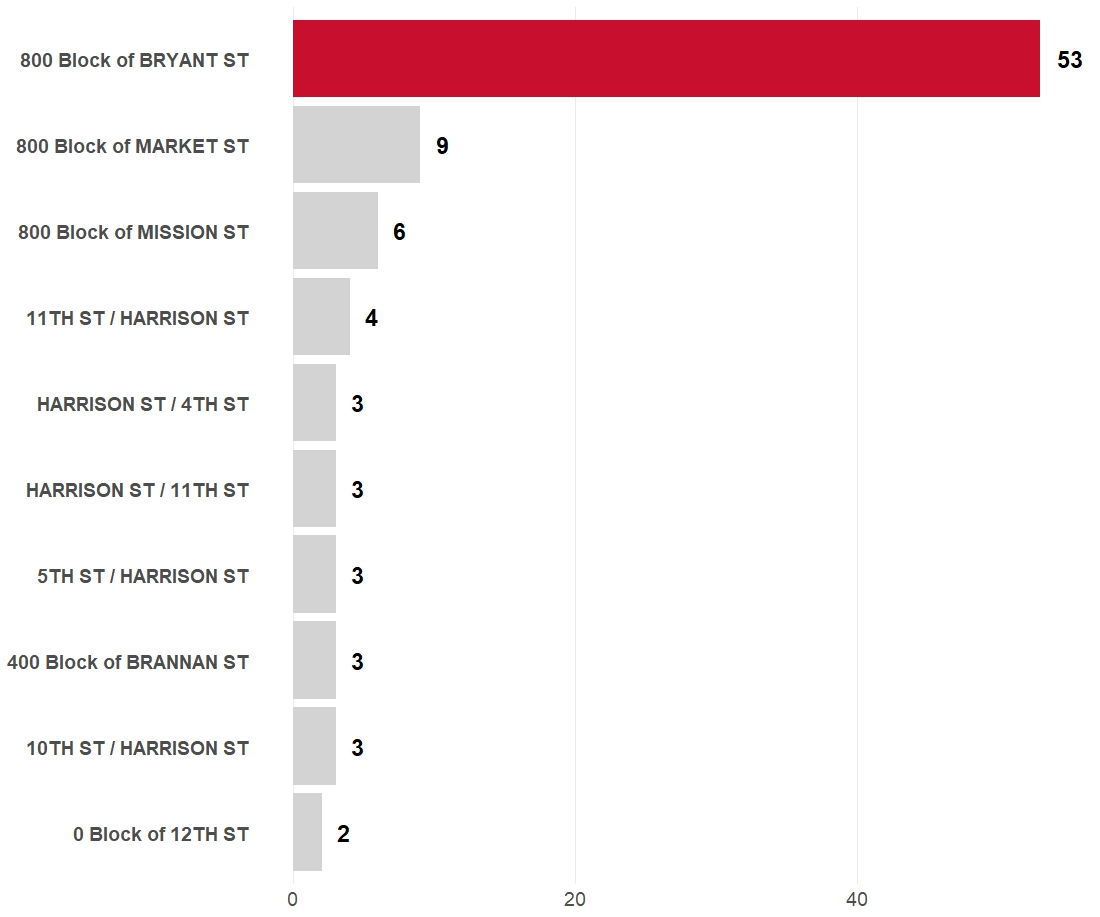 800 Block of BRYANT ST 53
800 Block of MARKET ST 9
800 Block of MISSION ST 6
11TH ST / HARRISON ST 4
HARRISON ST / 4TH ST 3
HARRISON ST / 11TH ST 3
5TH ST / HARRISON ST 3
400 Block of BRANNAN ST 3
10TH ST / HARRISON ST 3
0 Block of 12TH ST 2
0 20 40